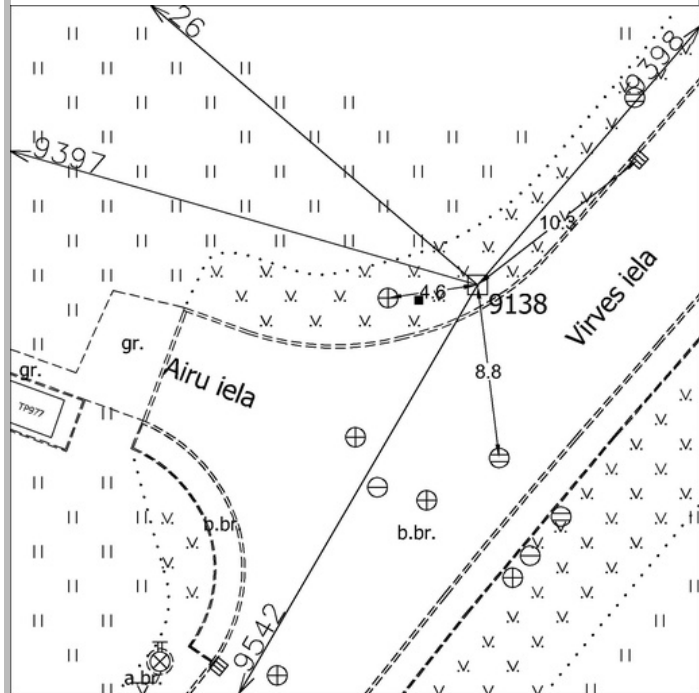 26
9398
9397
10.3
4.6
9138
Virves iela
gr.
Airu iela
gr.
8.8
TP977
b.br.
b.br.
9542
a.br.